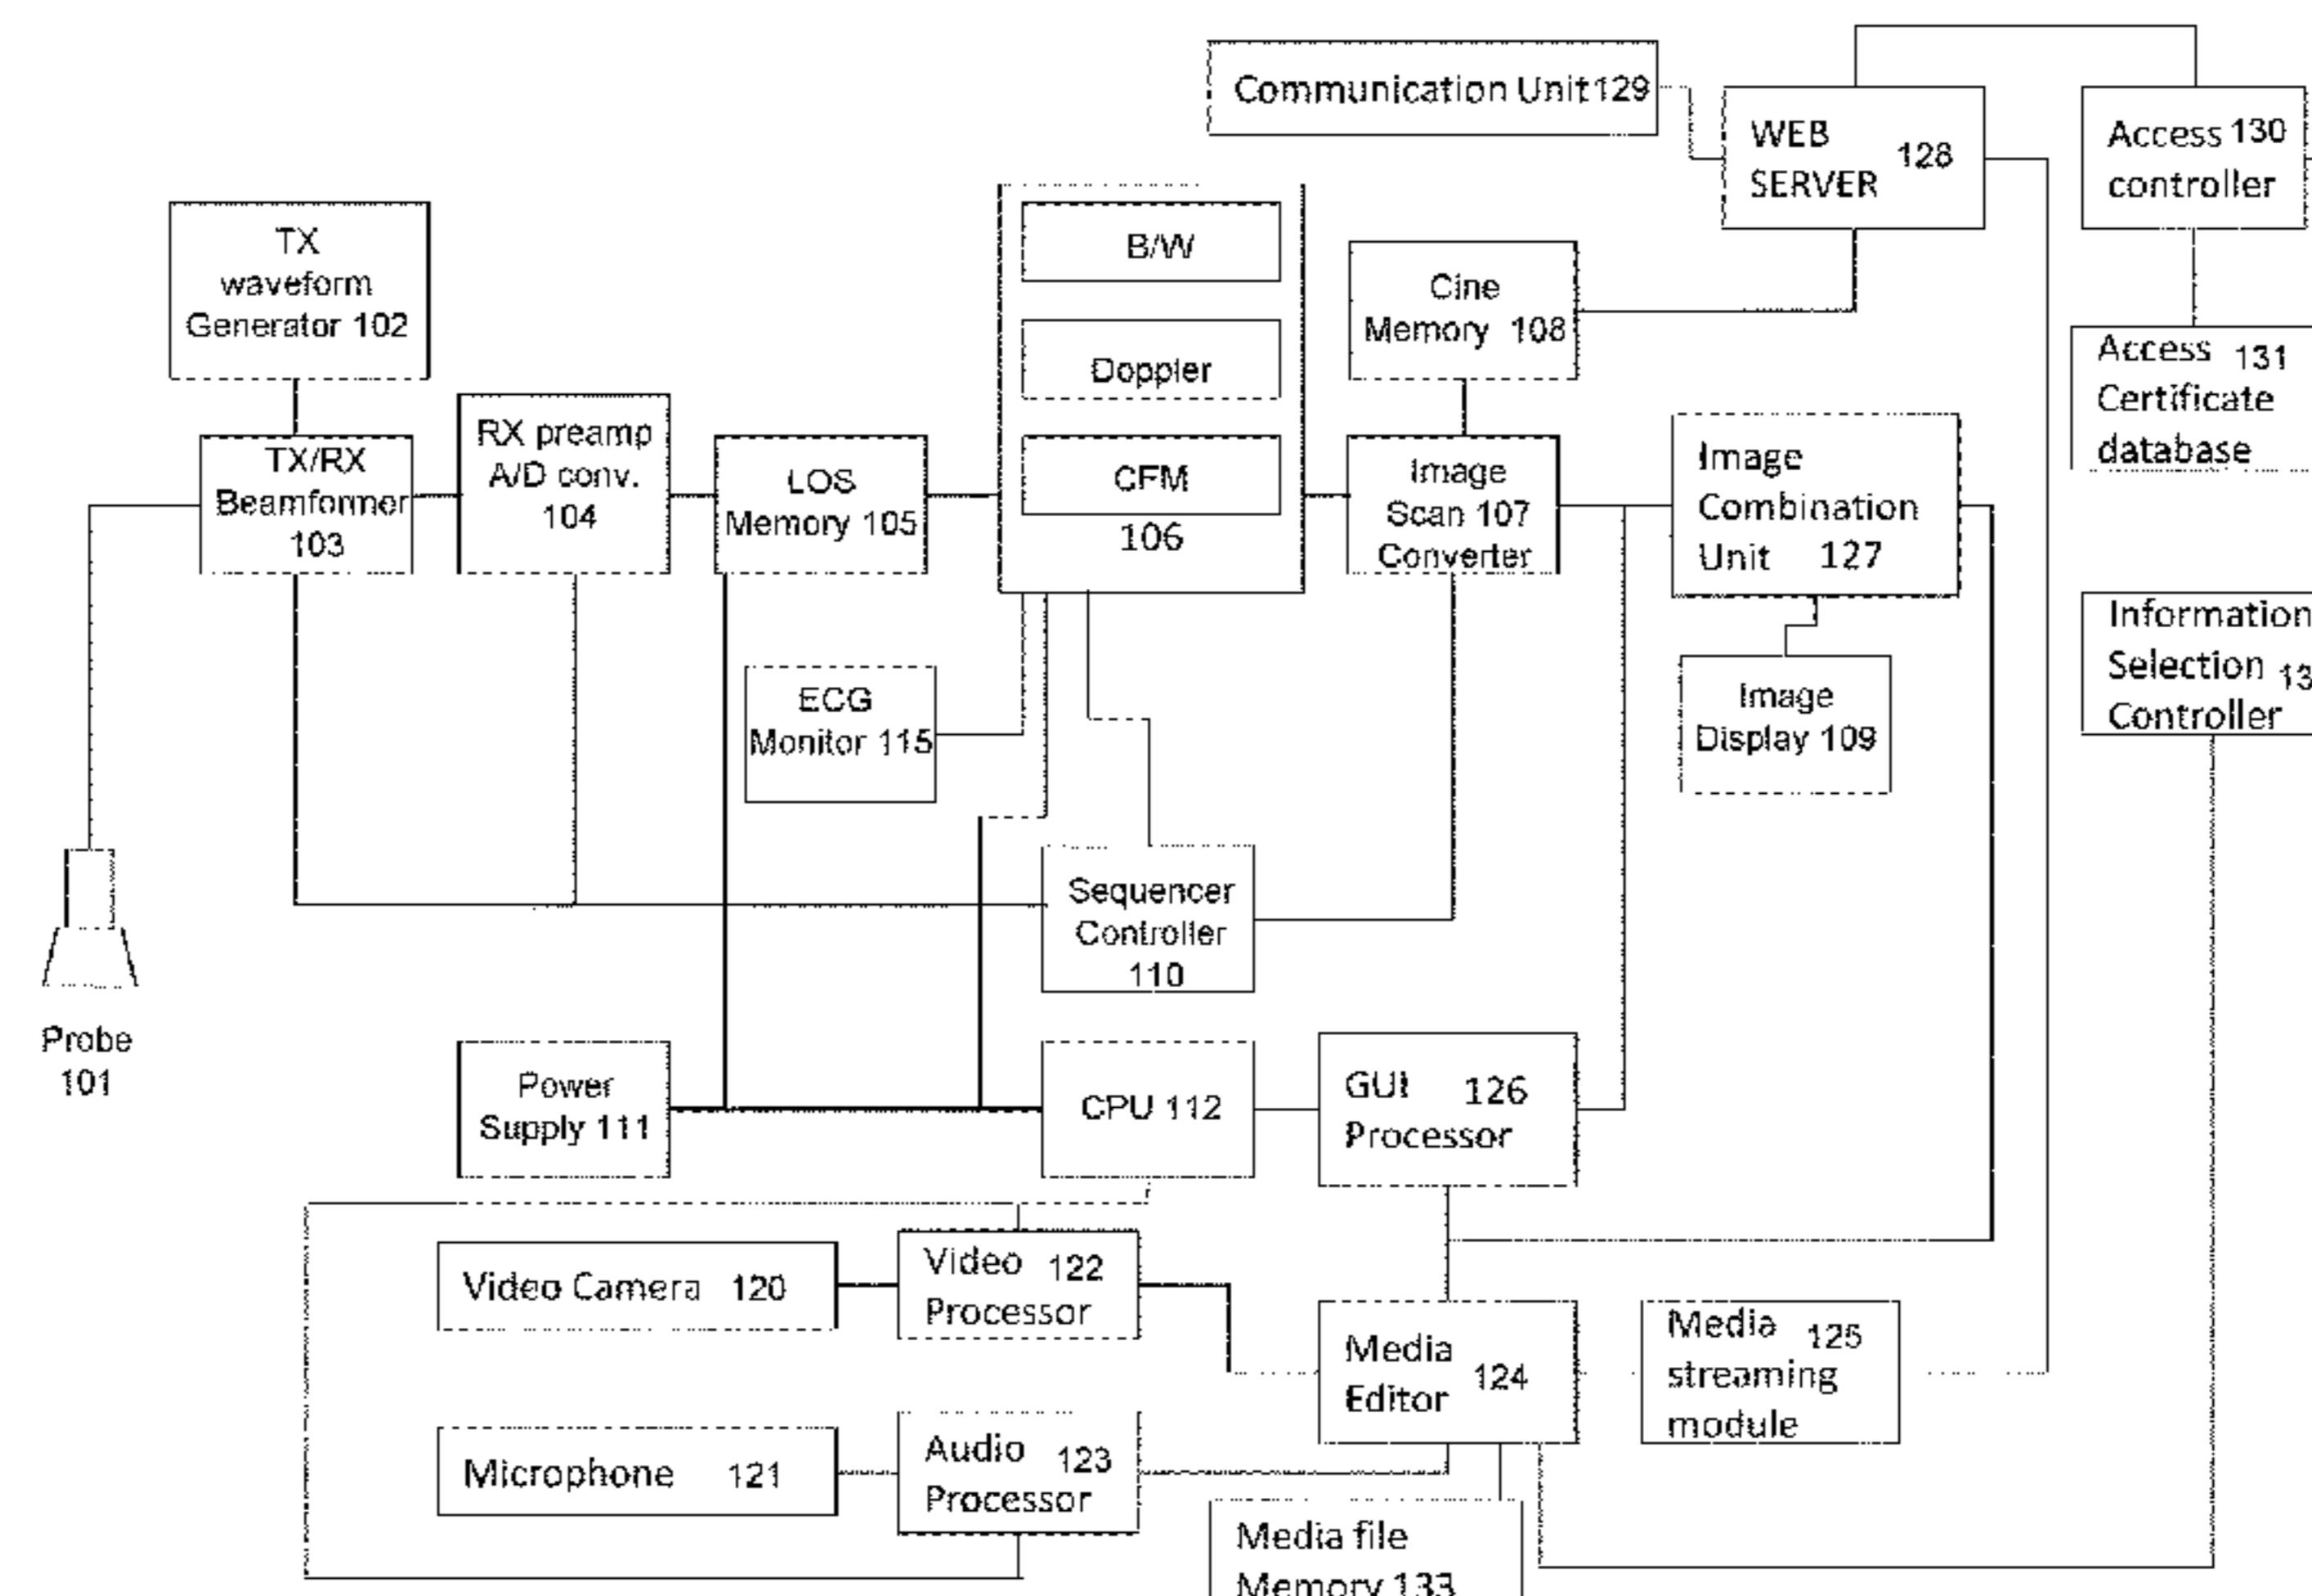 Communication Unit 129
WEB
SERVER 128
Access 130
controller
TX
waveform
Generator 102
B/W
Doppler
CFM
106
Cine
Memory 108
Access 131
Certificate
database
TX/RX
Beamformer
103
RX preamp
A/D conv.
104
LOS
Memory 105
Image
Scan 107
Converter
Image
Combination
Unit 127
Information
Selection
Controller
ECG
Monitor 115
Image
Display 109
Sequencer
Controller
110
Probe
101
Power
Supply 111
CPU 112
GUI
Processor 126
Video Camera 120
Video 122
Processor
Media
Editor 124
Media 125
streaming
module
Microphone 121
Audio 123
Processor
Media file
Memory 133